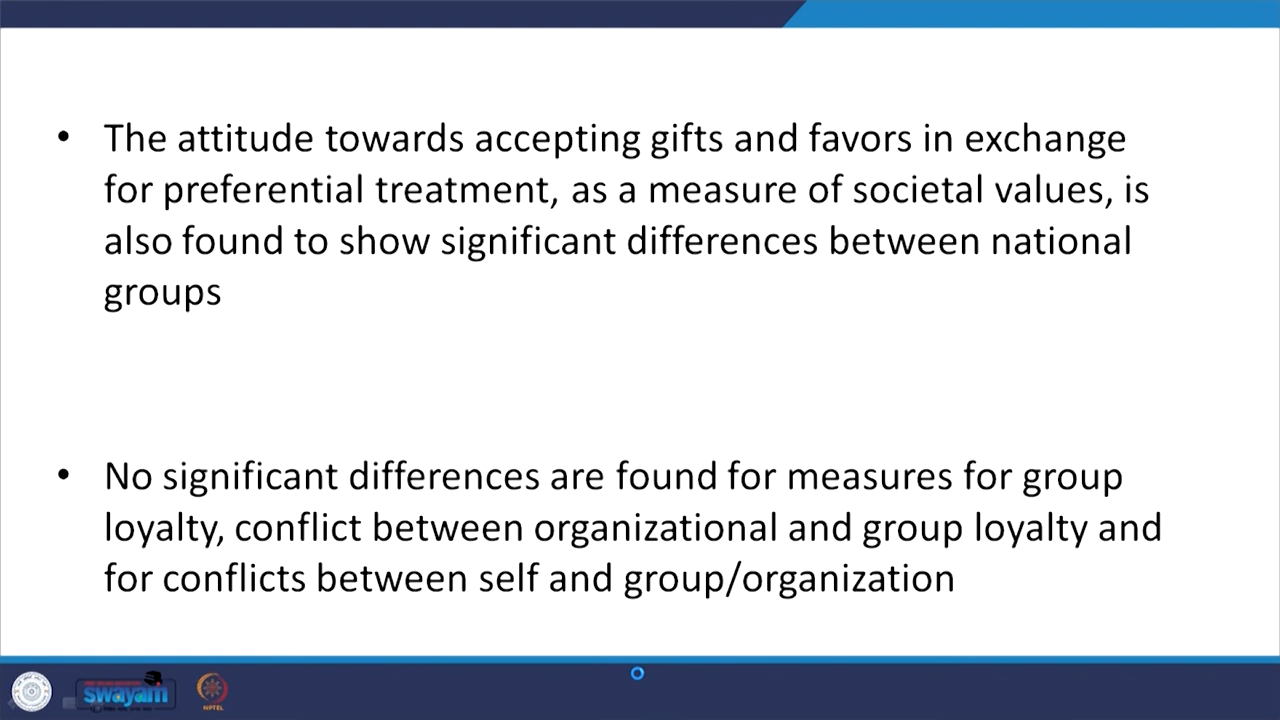 • The attitude towards accepting gifts and favors in exchange
for preferential treatment, as a measure of societal values, is
also found to show significant differences between national
groups
• No significant differences are found for measures for group
loyalty, conflict between organizational and group loyalty and
for conflicts between self and group/organization
swayam
NPTEL